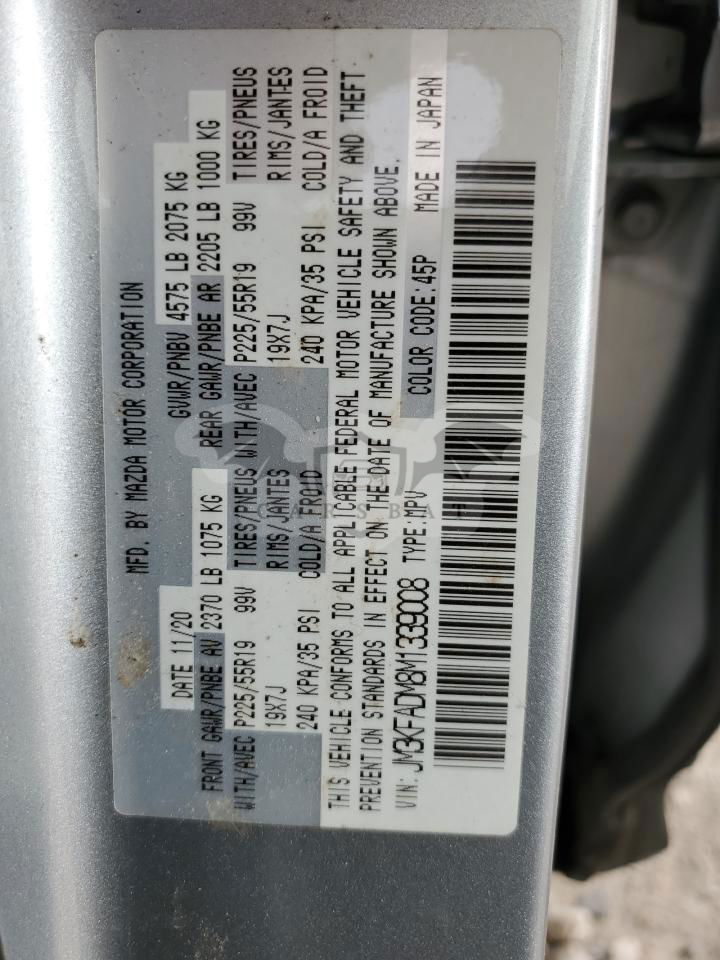 MFD. BY MAZDA MOTOR CORPORATION
DATE 11/20 GVWR/PNBV 4575 LB 2075 KG
FRONT GAWR/PNBE AV 2370 LB 1075 KG REAR GAWR/PNBE AR 2205 LB 1000 KG
WITH/AVEC P225/55R19 99V TIRES/PNEUS WITH/AVEC P225/55R19 99V TIRES/PNEUS
19X7J RIMS/JANTES 19X7J RIMS/JANTES
240 KPA/35 PSI COLD/A FROID 240 KPA/35 PSI COLD/A FROID
THIS VEHICLE CONFORMS TO ALL APPLICABLE FEDERAL MOTOR VEHICLE SAFETY AND THEFT
PREVENTION STANDARDS IN EFFECT ON THE DATE OF MANUFACTURE SHOWN ABOVE.
VIN: JM3KFADM8M1339008 TYPE: MPV COLOR CODE: 45P MADE IN JAPAN
CARSBAT